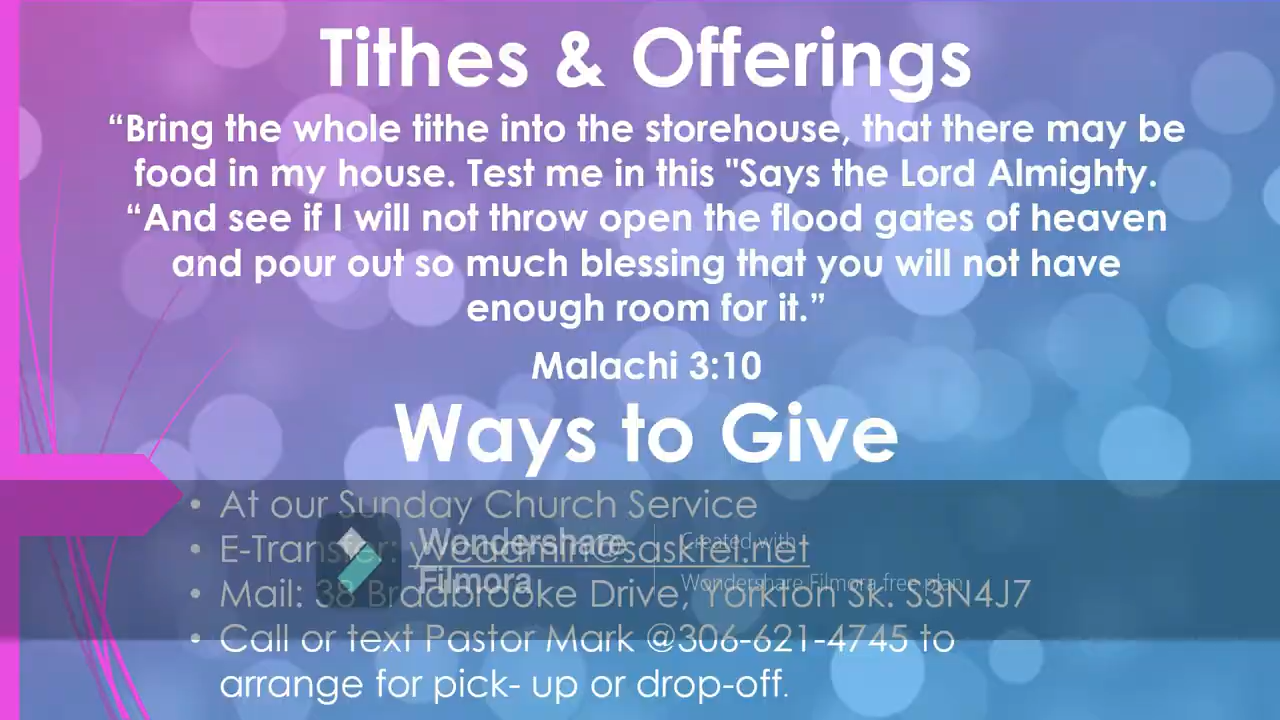 Tithes & Offerings
“Bring the whole tithe into the storehouse, that there may be
food in my house. Test me in this "Says the Lord Almighty.
“And see if I will not throw open the flood gates of heaven
and pour out so much blessing that you will not have
enough room for it.”
Malachi 3:10
Ways to Give
• At our Sunday Church Service
• E-Transfer: yveadmin@sasktel.net
Wondershare
Filmora
Created with
Wondershare Filmora free plan
• Mail: 38 Bradbrooke Drive, Yorkton Sk. S3N4J7
• Call or text Pastor Mark @306-621-4745 to
arrange for pick- up or drop-off.